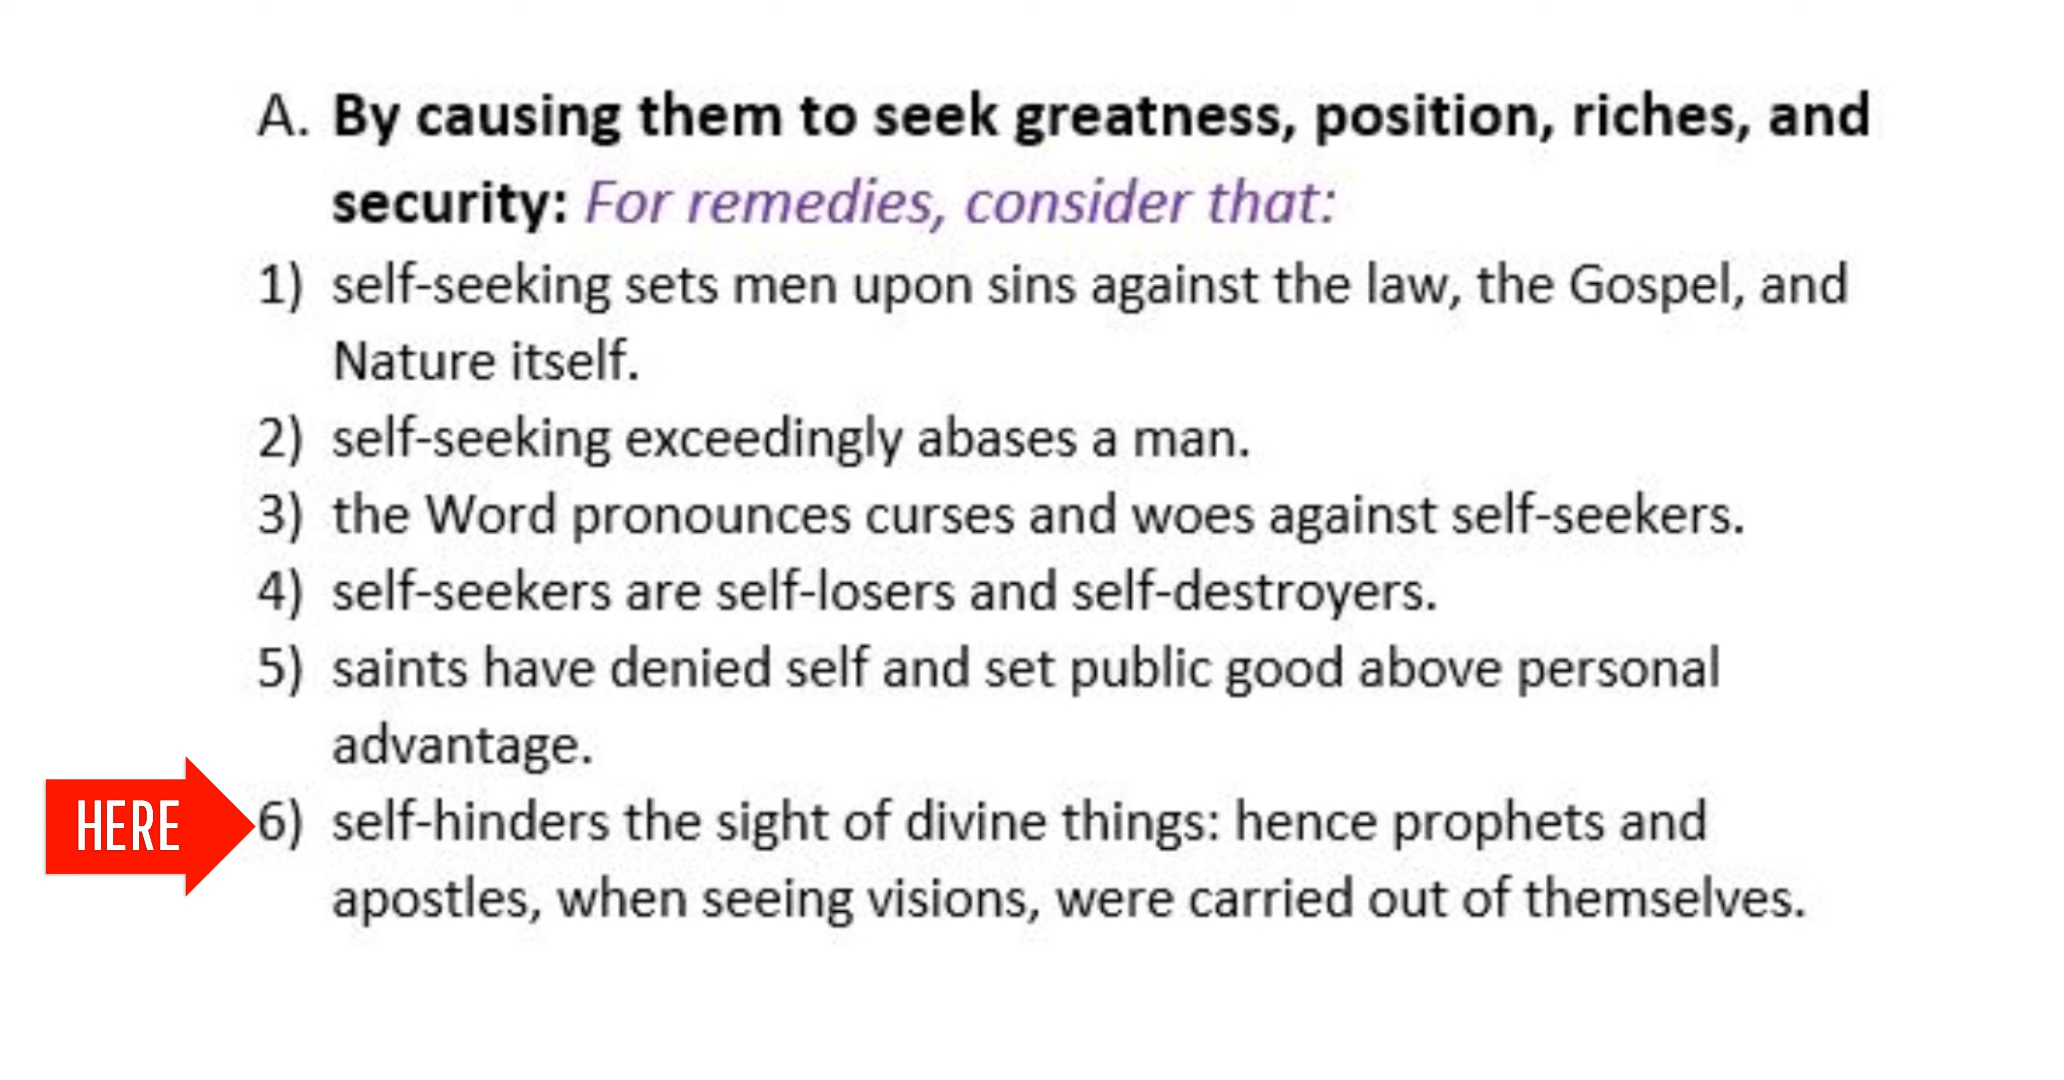 A. By causing them to seek greatness, position, riches, and
security: For remedies, consider that:
1) self-seeking sets men upon sins against the law, the Gospel, and
Nature itself.
2) self-seeking exceedingly abases a man.
3) the Word pronounces curses and woes against self-seekers.
4) self-seekers are self-losers and self-destroyers.
5) saints have denied self and set public good above personal
advantage.
HERE
6) self-hinders the sight of divine things: hence prophets and
apostles, when seeing visions, were carried out of themselves.